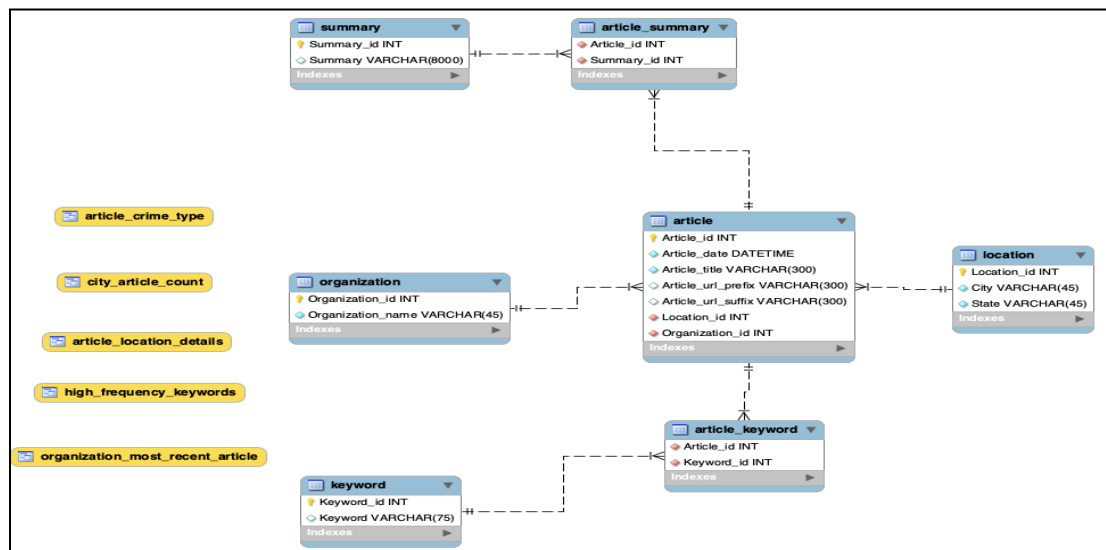 summary
Summary_id INT
Summary VARCHAR(8000)
Indexes
article_summary
Article_id INT
Summary_id INT
Indexes
article_crime_type
city_article_count
article_location_details
high_frequency_keywords
organization_most_recent_article
organization
Organization_id INT
Organization_name VARCHAR(45)
Indexes
article
Article_id INT
Article_date DATETIME
Article_title VARCHAR(300)
Article_url_prefix VARCHAR(300)
Article_url_suffix VARCHAR(300)
Location_id INT
Organization_id INT
Indexes
location
Location_id INT
City VARCHAR(45)
State VARCHAR(45)
Indexes
article_keyword
Article_id INT
Keyword_id INT
Indexes
keyword
Keyword_id INT
Keyword VARCHAR(75)
Indexes